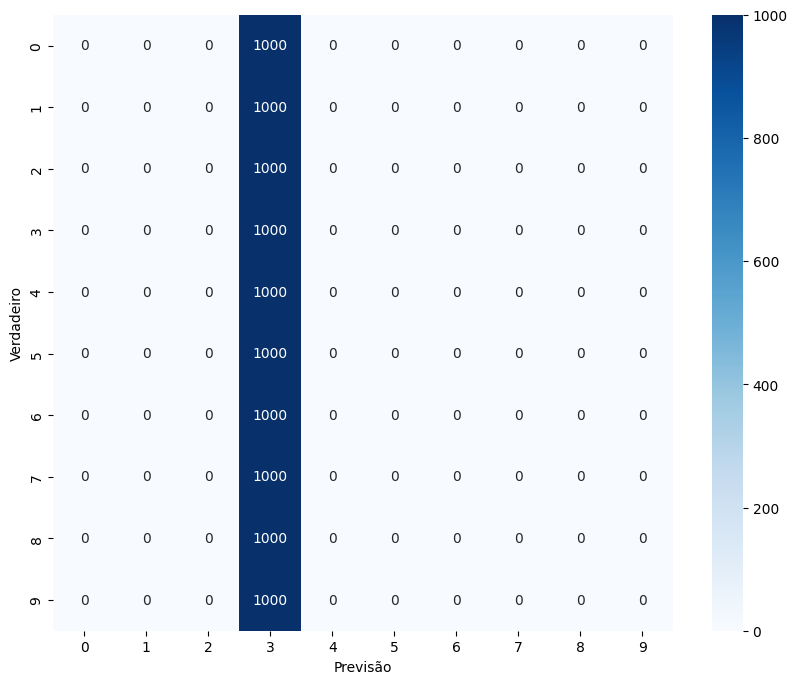 0 0 0 0 1000 0 0 0 0 0 0
1 0 0 0 1000 0 0 0 0 0 0
2 0 0 0 1000 0 0 0 0 0 0
3 0 0 0 1000 0 0 0 0 0 0
4 0 0 0 1000 0 0 0 0 0 0
5 0 0 0 1000 0 0 0 0 0 0
6 0 0 0 1000 0 0 0 0 0 0
7 0 0 0 1000 0 0 0 0 0 0
8 0 0 0 1000 0 0 0 0 0 0
9 0 0 0 1000 0 0 0 0 0 0
0 1 2 3 4 5 6 7 8 9
Verdadeiro
Previsão
1000
800
600
400
200
0